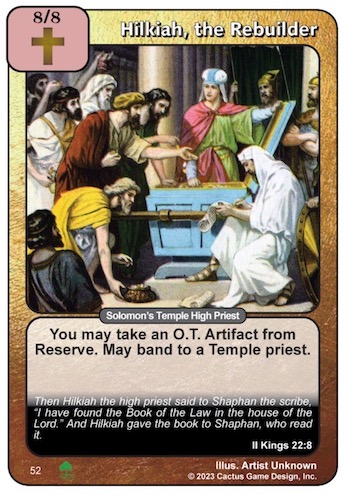 8/8
Hilkiah, the Rebuilder
Solomon's Temple High Priest
You may take an O.T. Artifact from
Reserve. May band to a Temple priest.
Then Hilkiah the high priest said to Shaphan the scribe,
"I have found the Book of the Law in the house of the
Lord." And Hilkiah gave the book to Shaphan, who read
it.
II Kings 22:8
Illus. Artist Unknown
52
© 2023 Cactus Game Design, Inc.